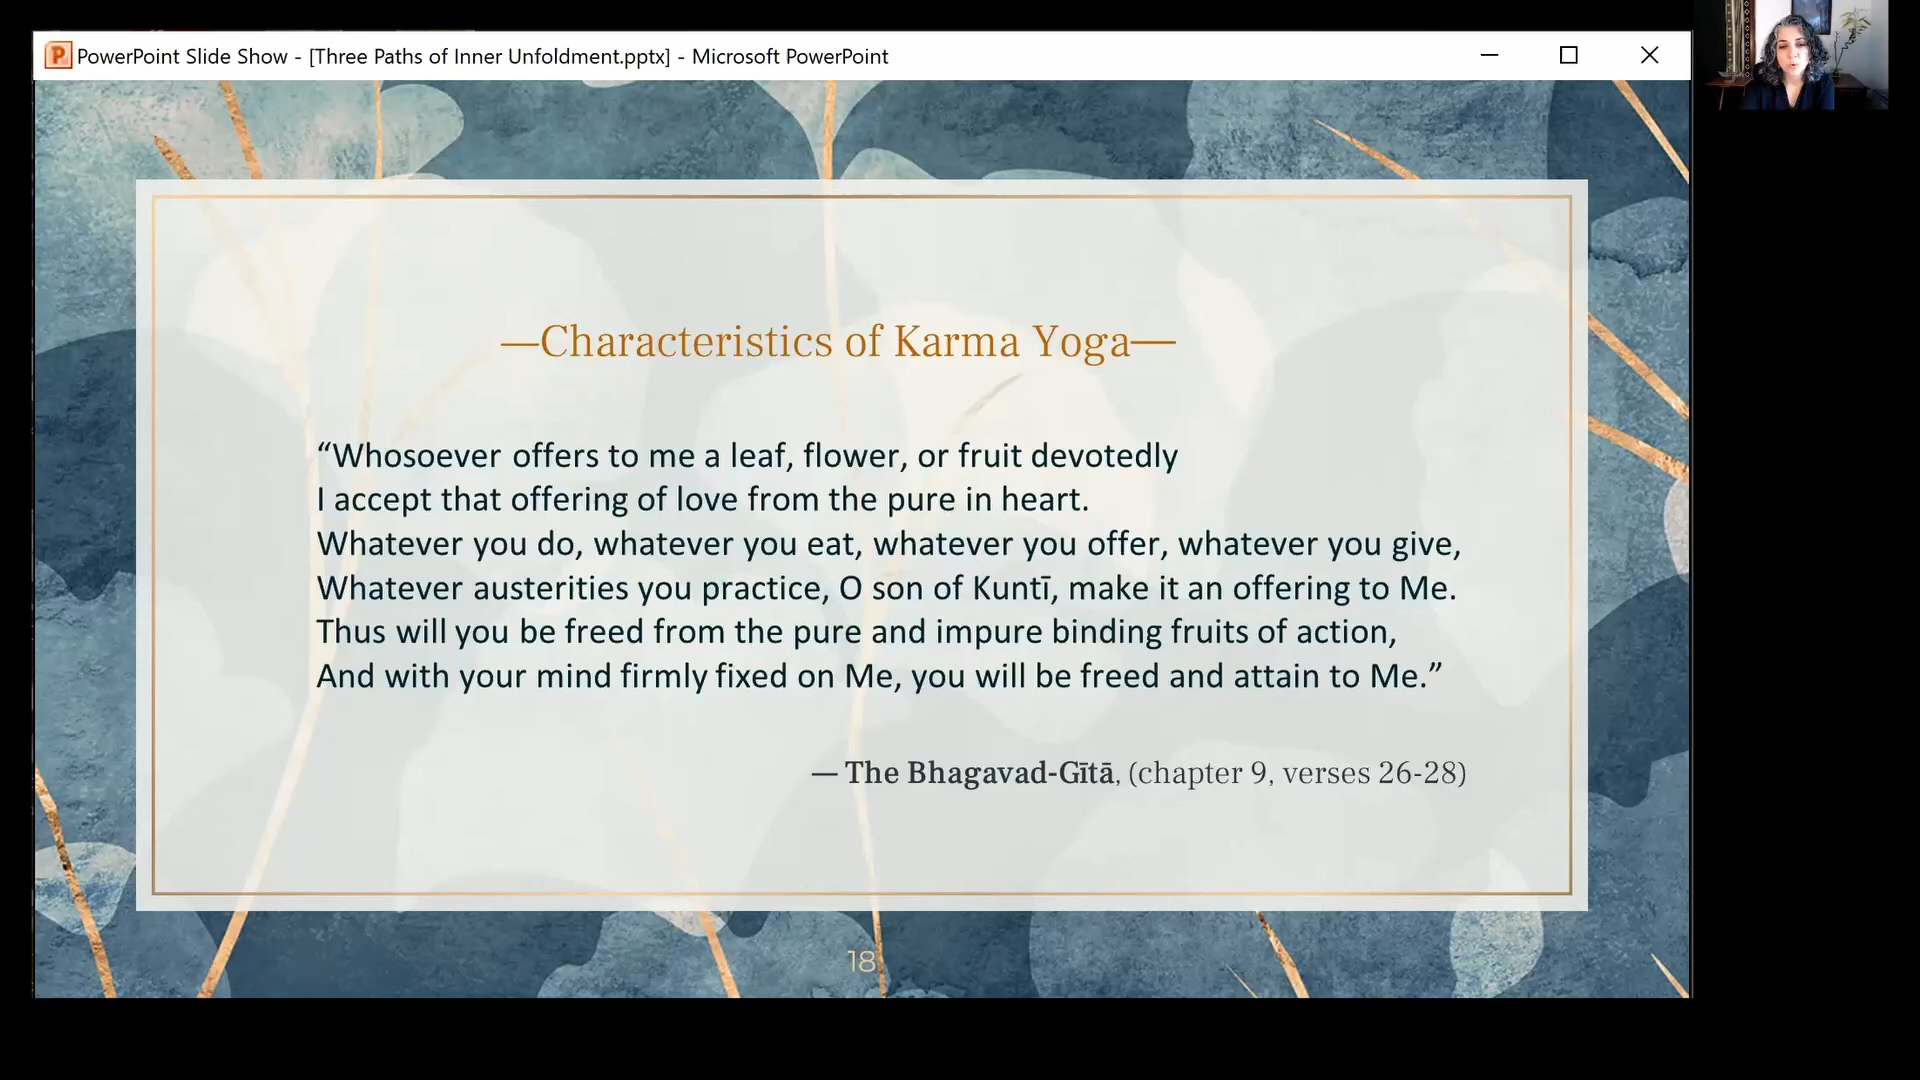 PowerPoint Slide Show - [Three Paths of Inner Unfoldment.pptx] - Microsoft PowerPoint
—Characteristics of Karma Yoga—
“Whosoever offers to me a leaf, flower, or fruit devotedly
I accept that offering of love from the pure in heart.
Whatever you do, whatever you eat, whatever you offer, whatever you give,
Whatever austerities you practice, O son of Kuntī, make it an offering to Me.
Thus will you be freed from the pure and impure binding fruits of action,
And with your mind firmly fixed on Me, you will be freed and attain to Me.”
— The Bhagavad-Gītā, (chapter 9, verses 26-28)
18